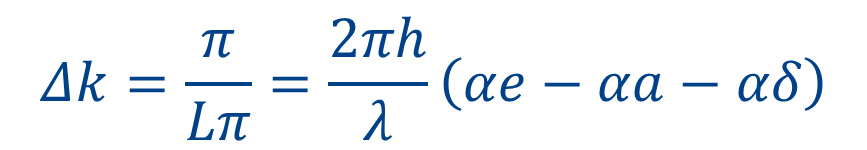 Δk = π/Lπ = 2πh/λ (αe − αa − αδ)